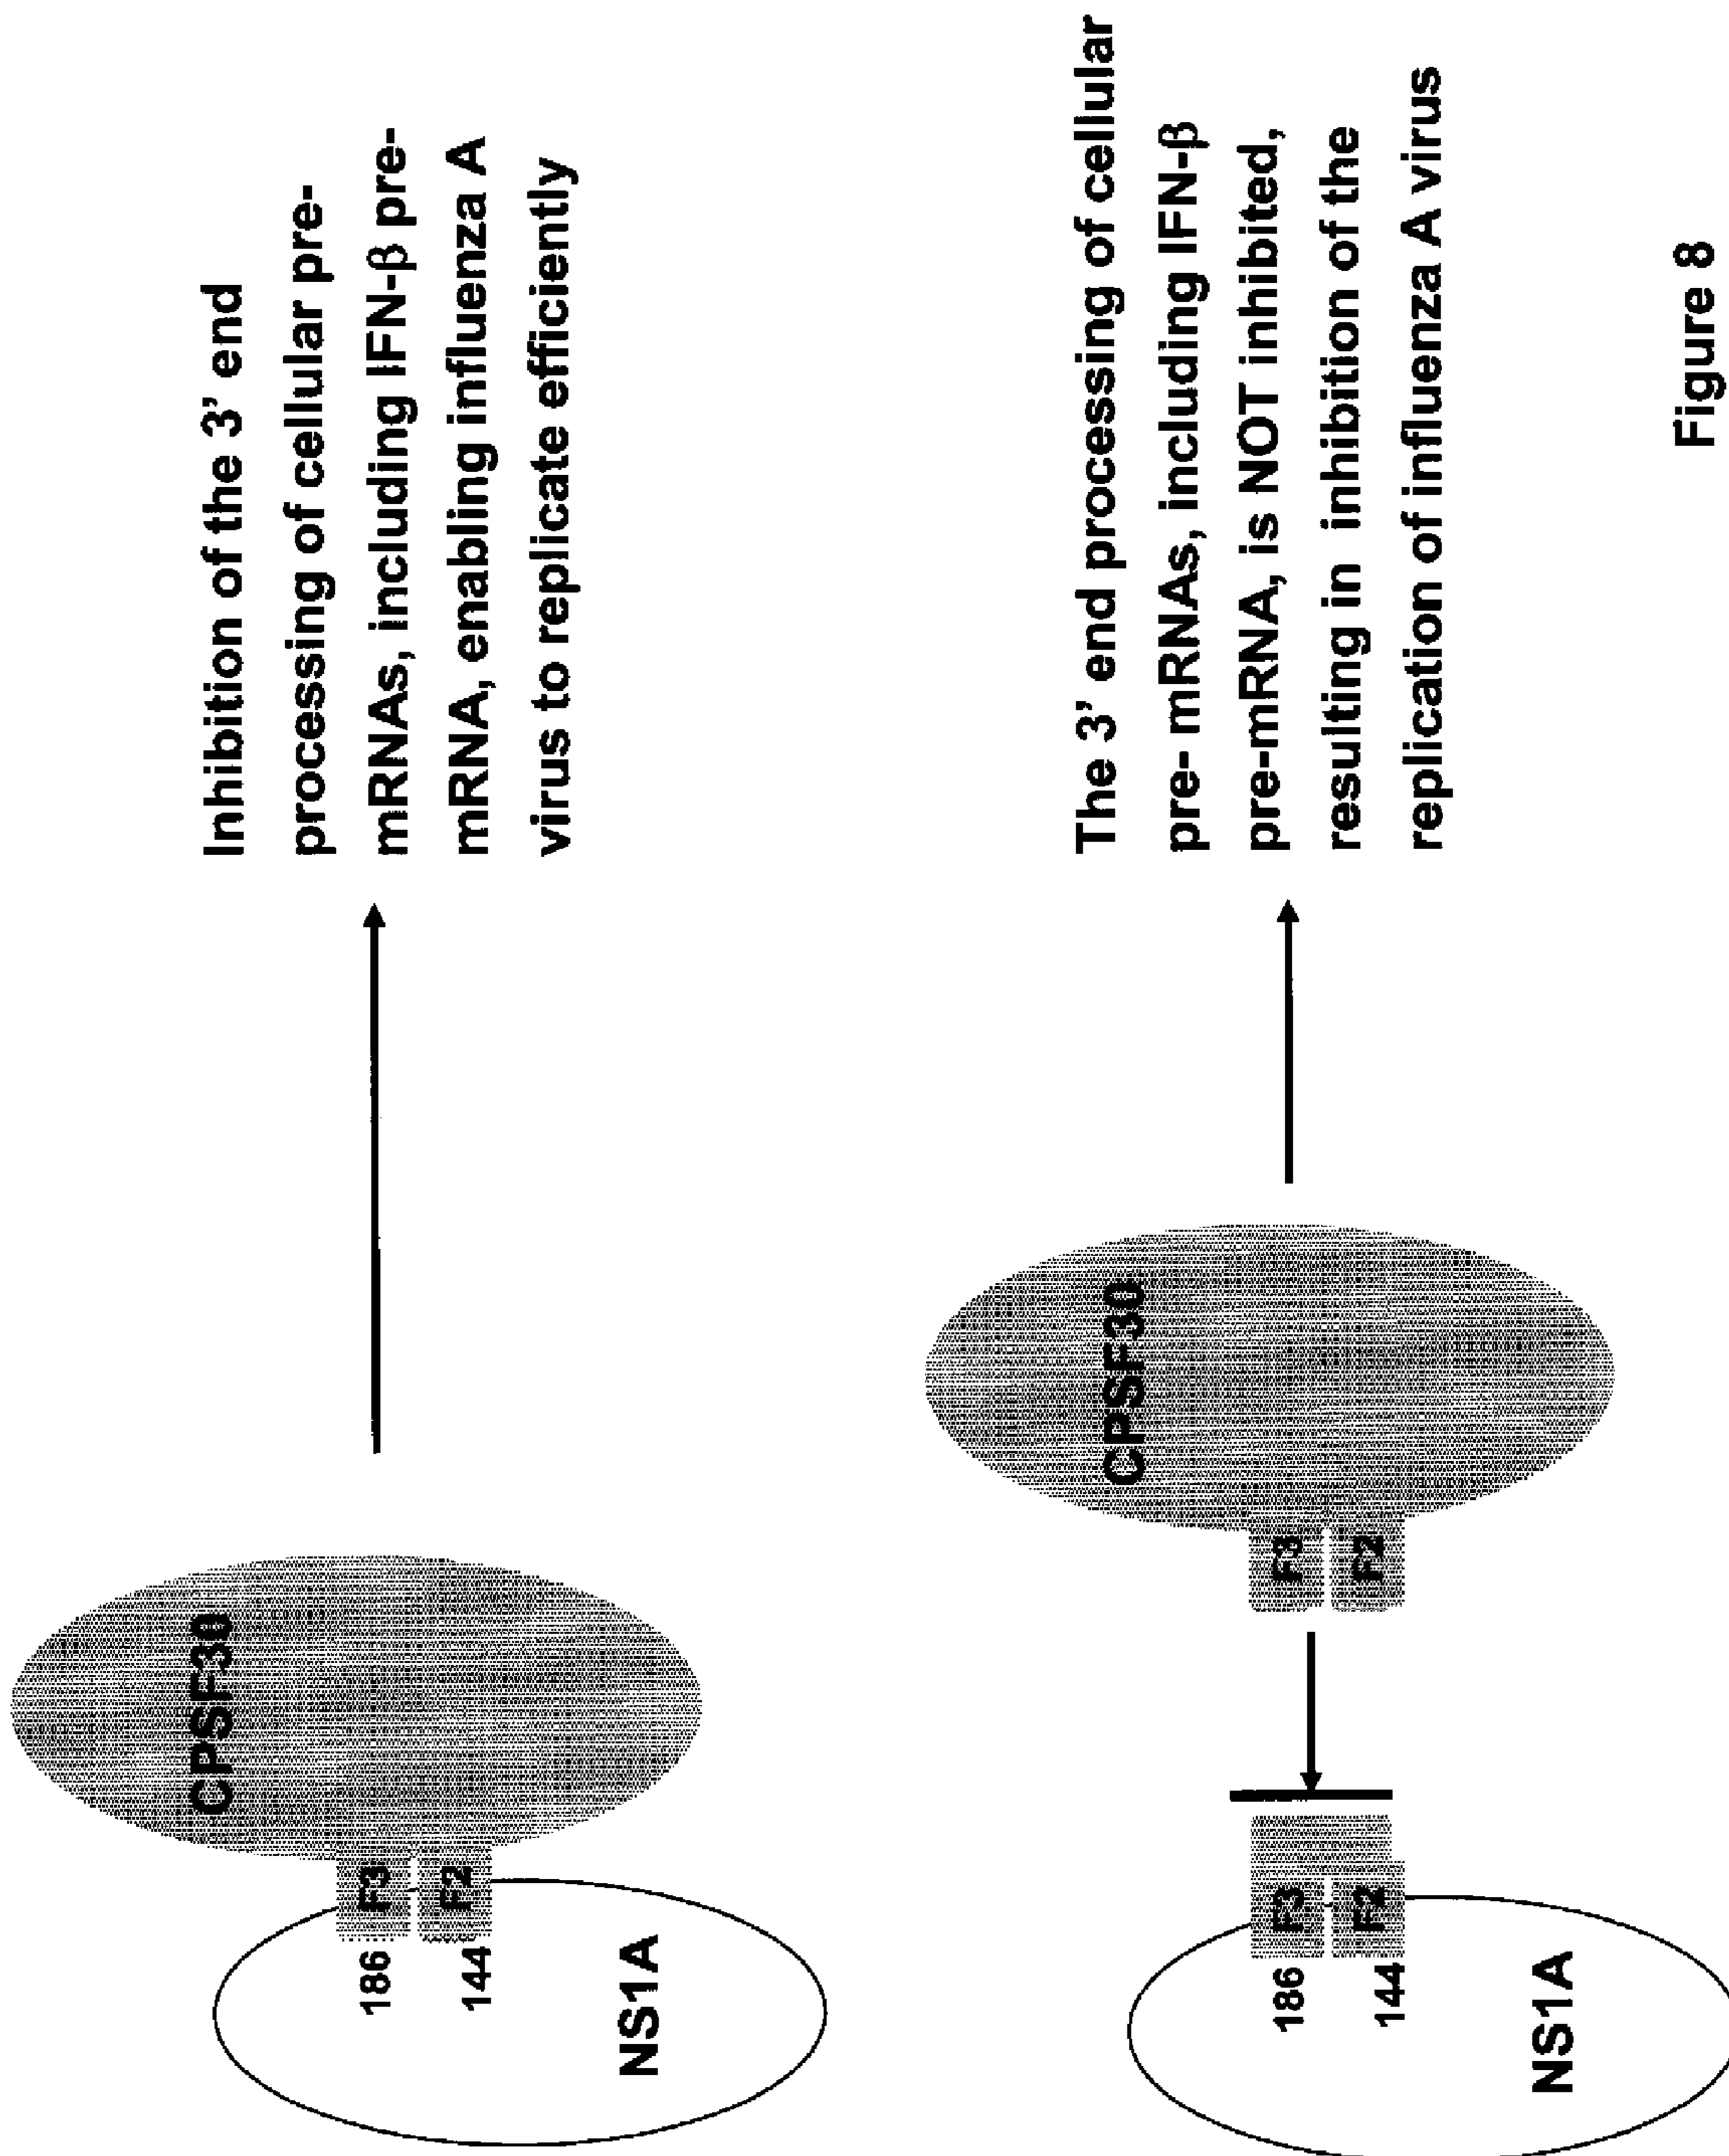 CPSF30
F3
F2
186
144
NS1A
Inhibition of the 3’ end
processing of cellular pre-
mRNAs, including IFN-β pre-
mRNA, enabling influenza A
virus to replicate efficiently
CPSF30
F3
F2
F3
F2
186
144
NS1A
The 3’ end processing of cellular
pre- mRNAs, including IFN-β
pre-mRNA, is NOT inhibited,
resulting in inhibition of the
replication of influenza A virus
Figure 8